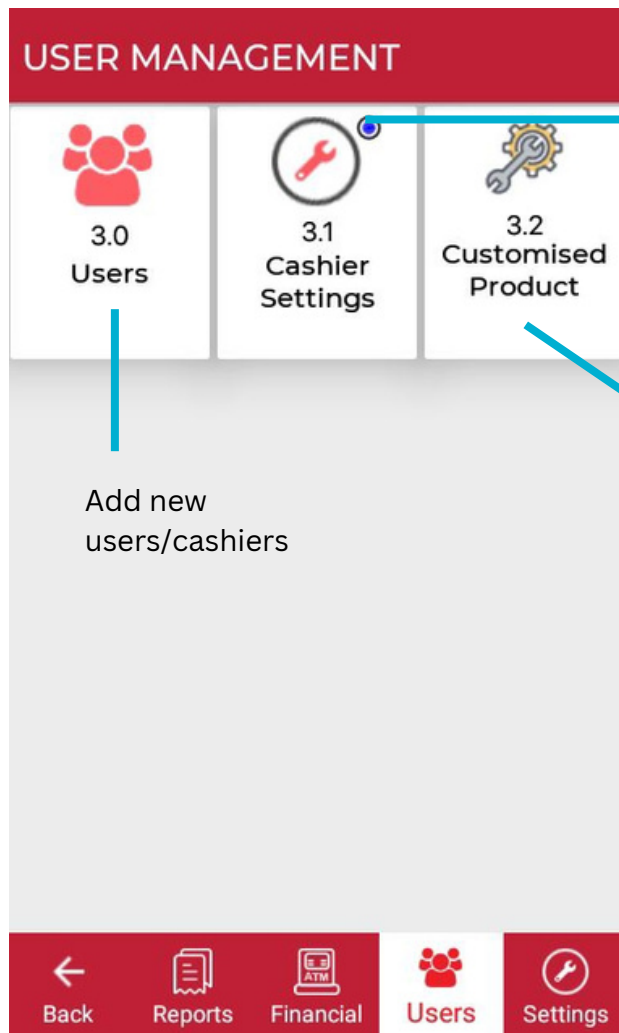 USER MANAGEMENT
3.0
Users
3.1
Cashier
Settings
3.2
Customised
Product
Add new
users/cashiers
ATM
Back
Reports
Financial
Users
Settings